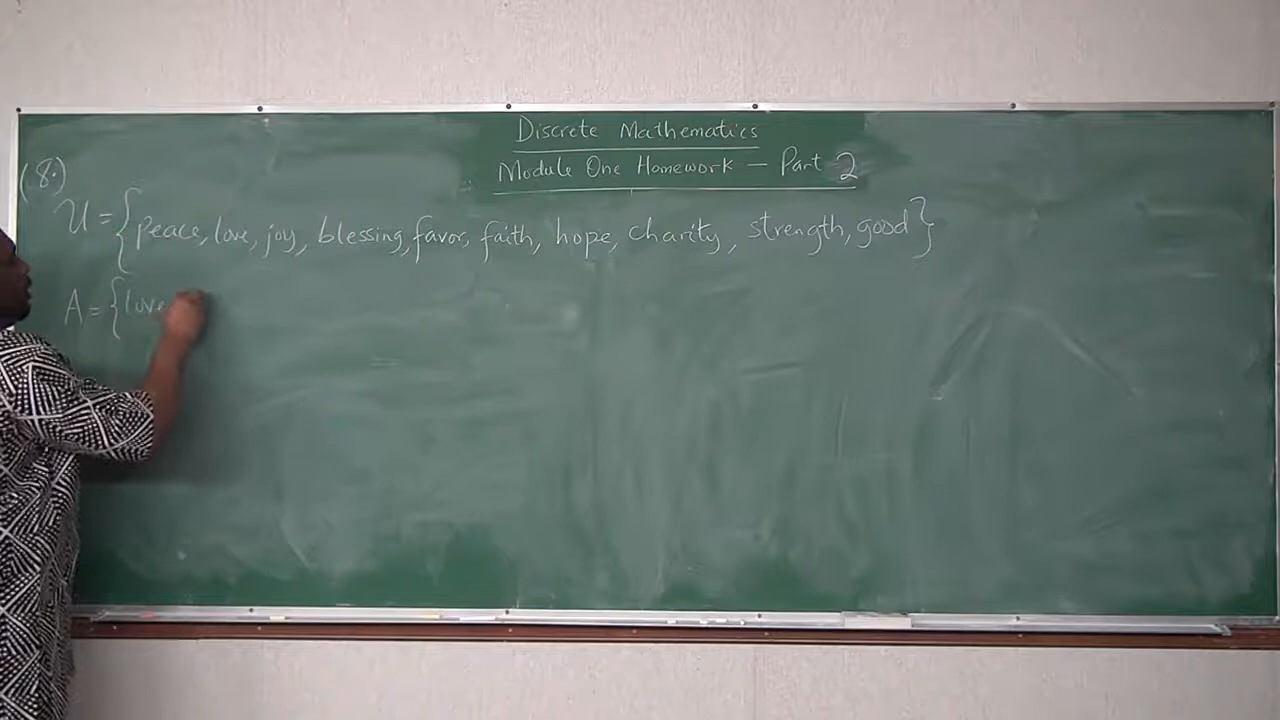 Discrete Mathematics
Module One Homework — Part 2
(8.)
U = {peace, love, joy, blessing, favor, faith, hope, charity, strength, good}
A = {love